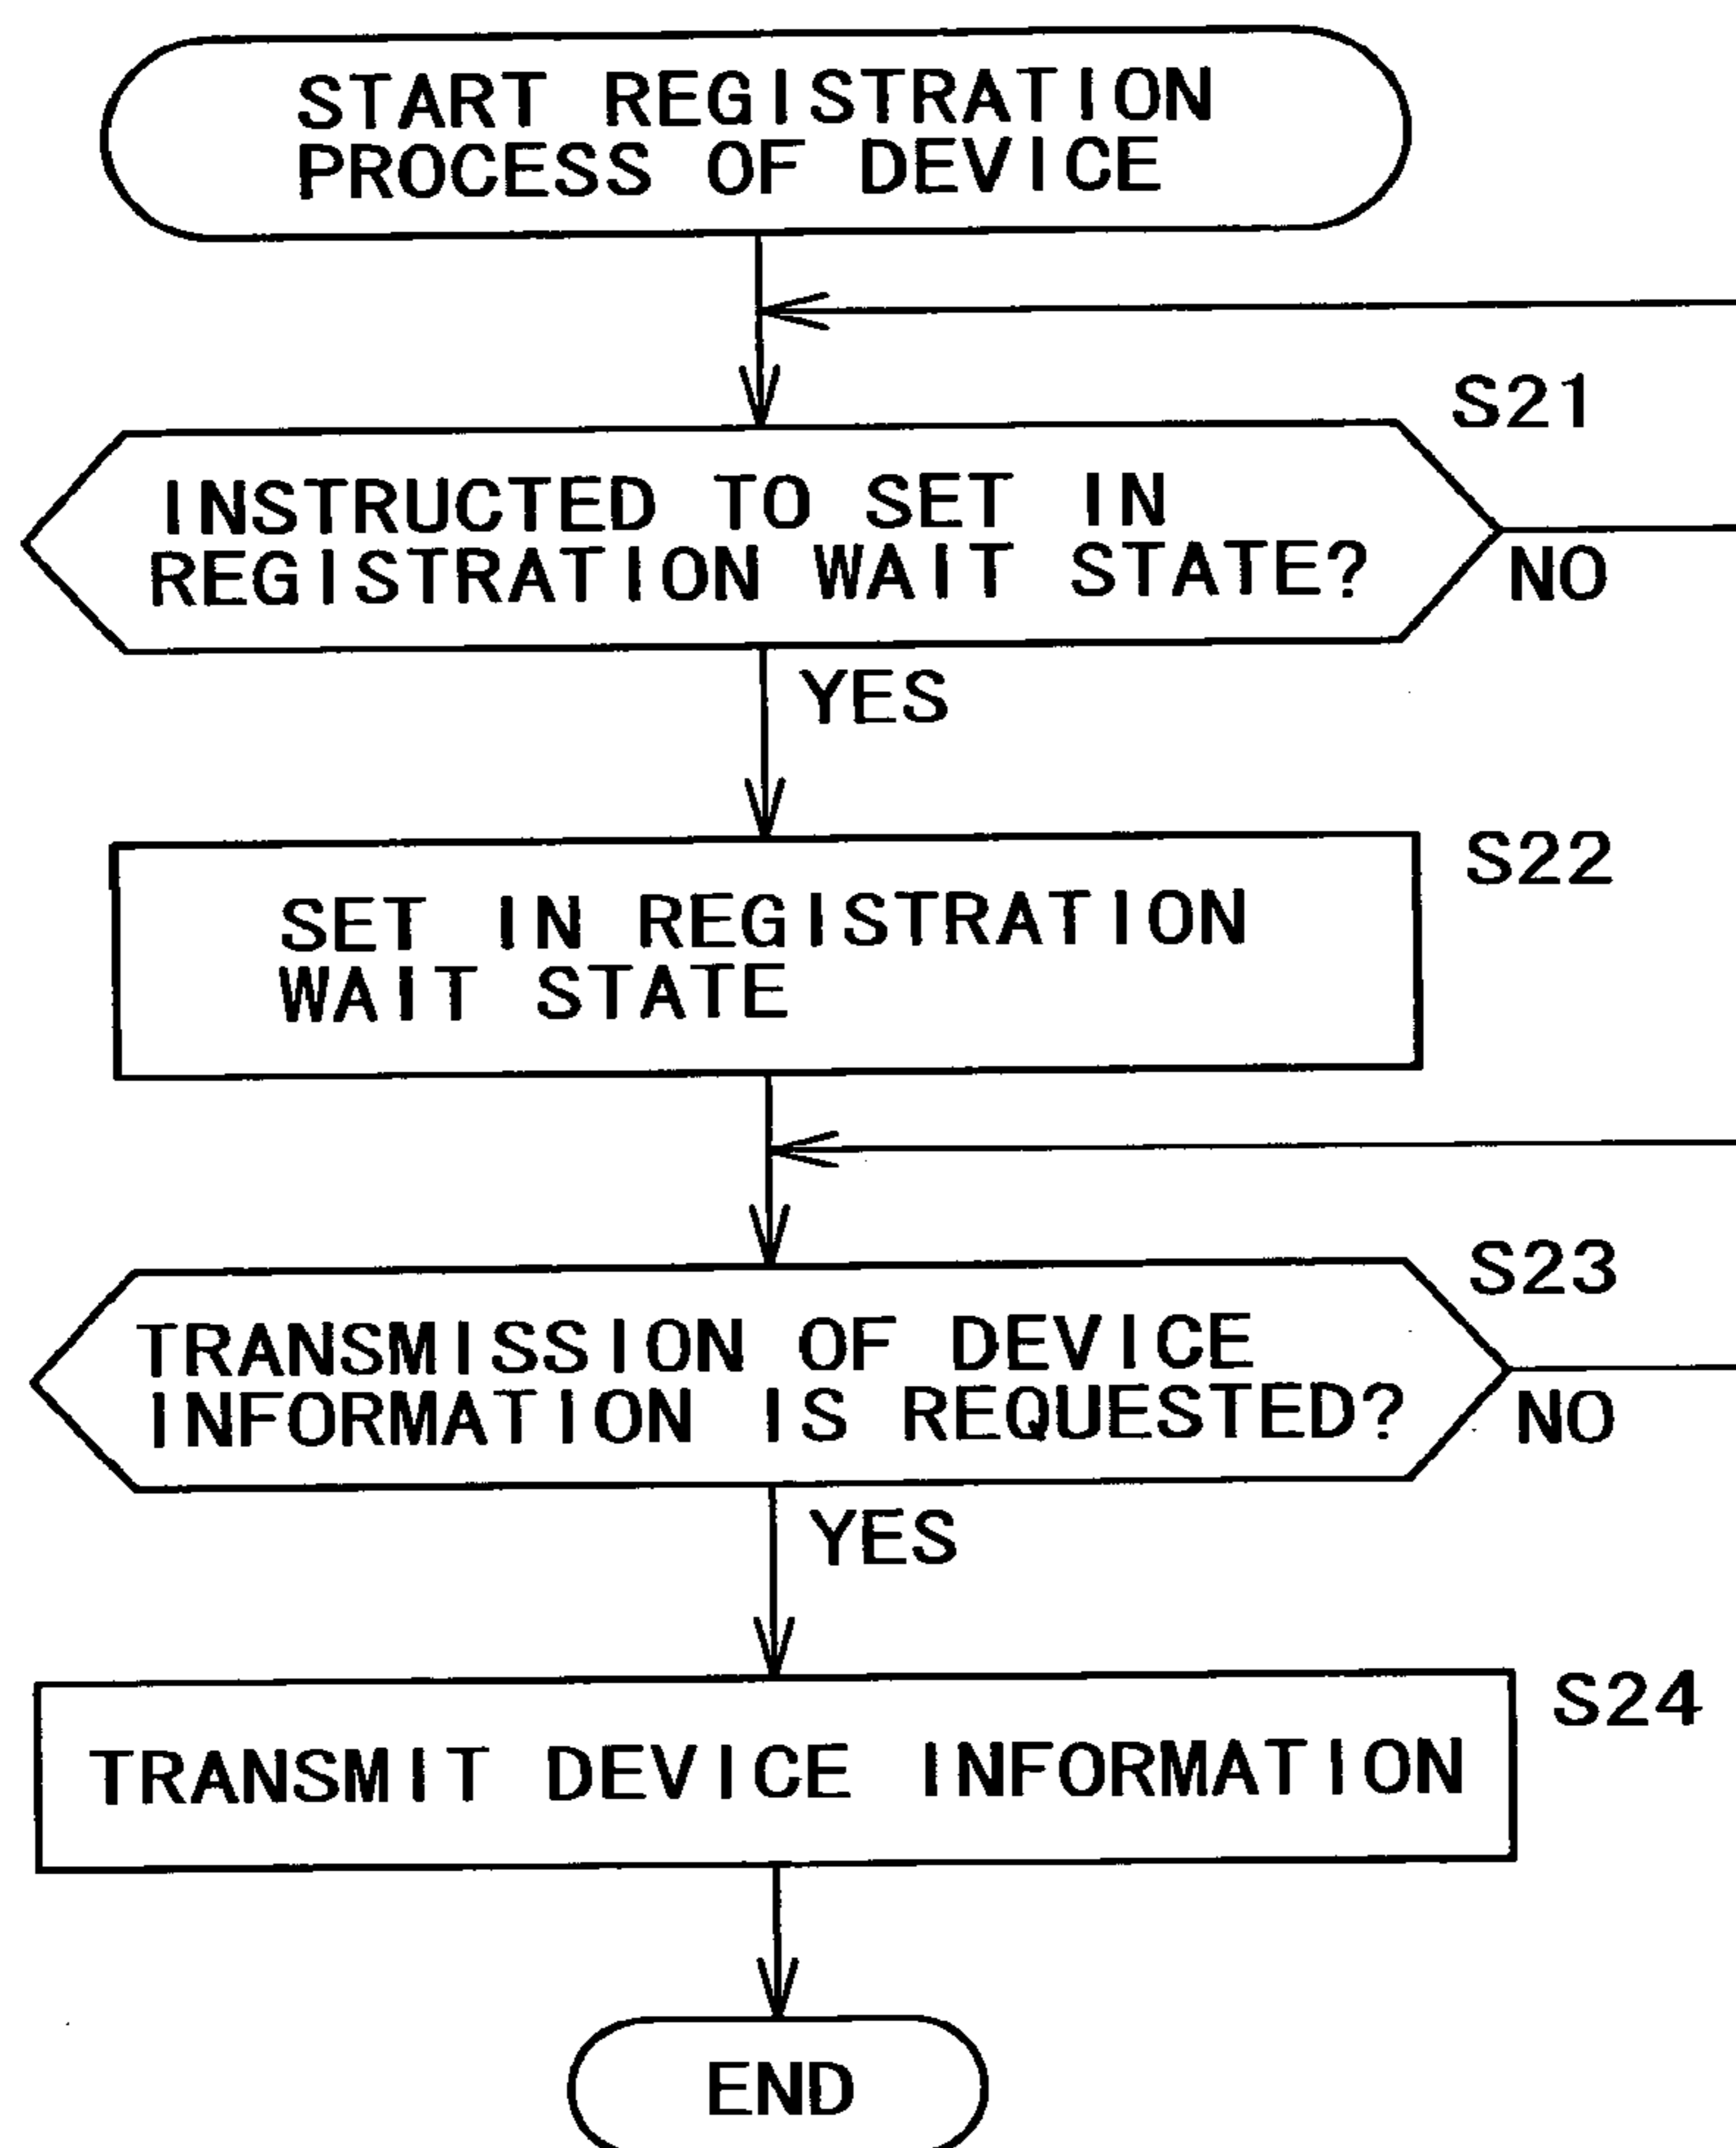 START REGISTRATION
PROCESS OF DEVICE
S21
INSTRUCTED TO SET IN
REGISTRATION WAIT STATE?
NO
YES
S22
SET IN REGISTRATION
WAIT STATE
S23
TRANSMISSION OF DEVICE
INFORMATION IS REQUESTED?
NO
YES
S24
TRANSMIT DEVICE INFORMATION
END